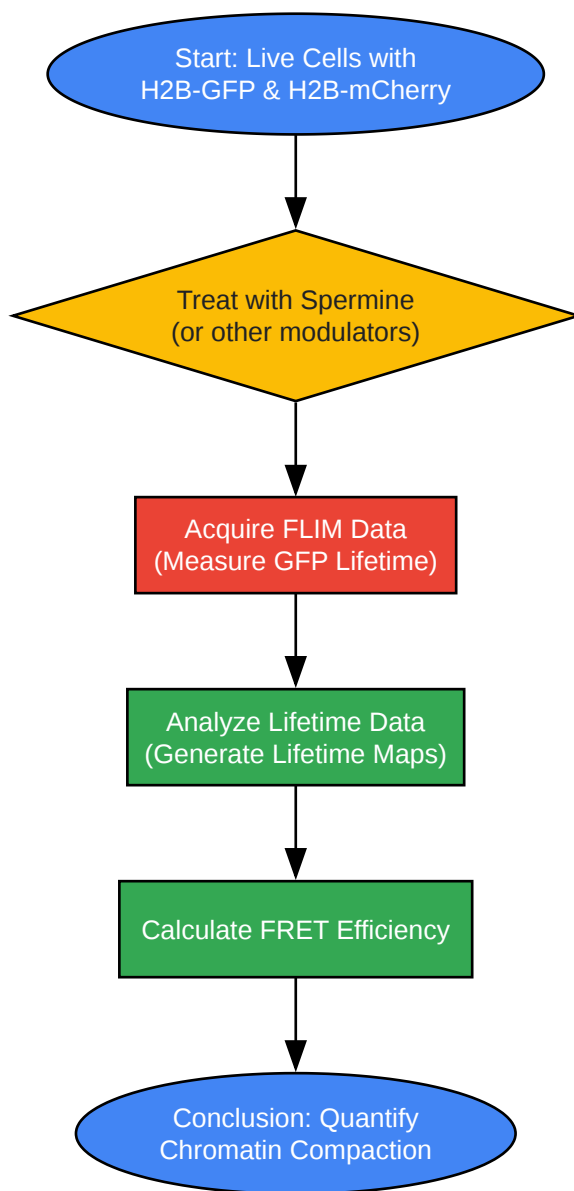 Start: Live Cells with
H2B-GFP & H2B-mCherry
Treat with Spermine
(or other modulators)
Acquire FLIM Data
(Measure GFP Lifetime)
Analyze Lifetime Data
(Generate Lifetime Maps)
Calculate FRET Efficiency
Conclusion: Quantify
Chromatin Compaction